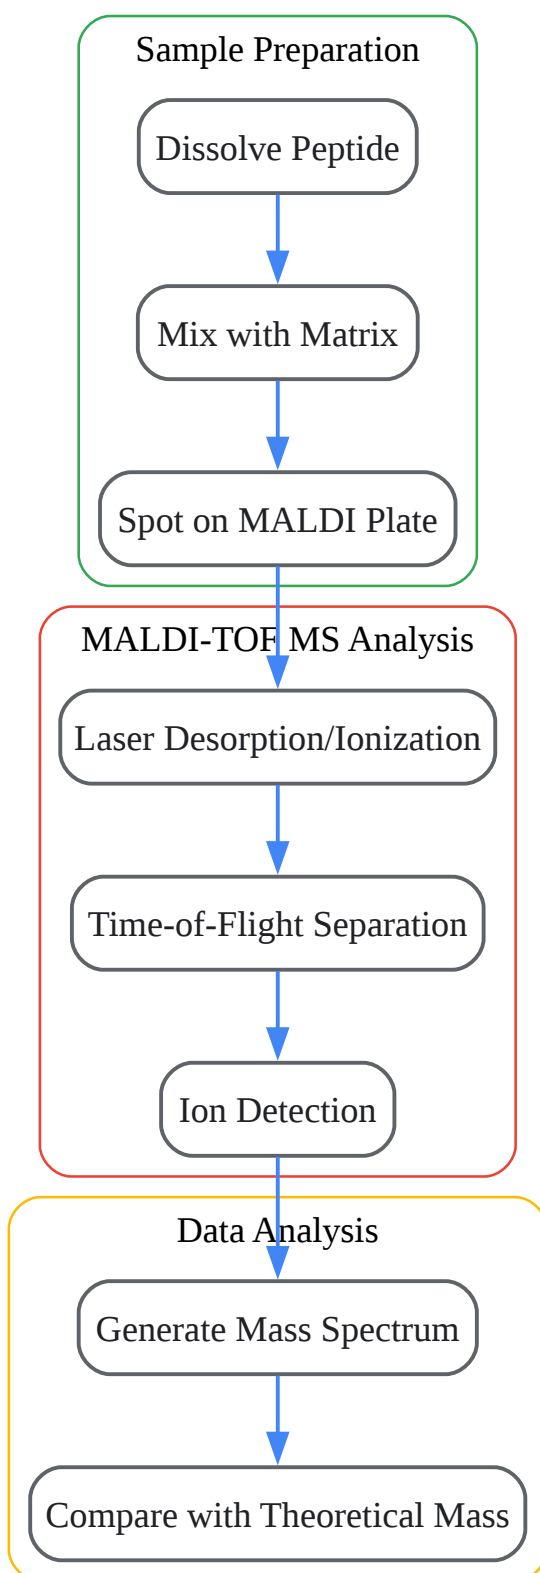 Sample Preparation
Dissolve Peptide
Mix with Matrix
Spot on MALDI Plate
MALDI-TOF MS Analysis
Laser Desorption/Ionization
Time-of-Flight Separation
Ion Detection
Data Analysis
Generate Mass Spectrum
Compare with Theoretical Mass